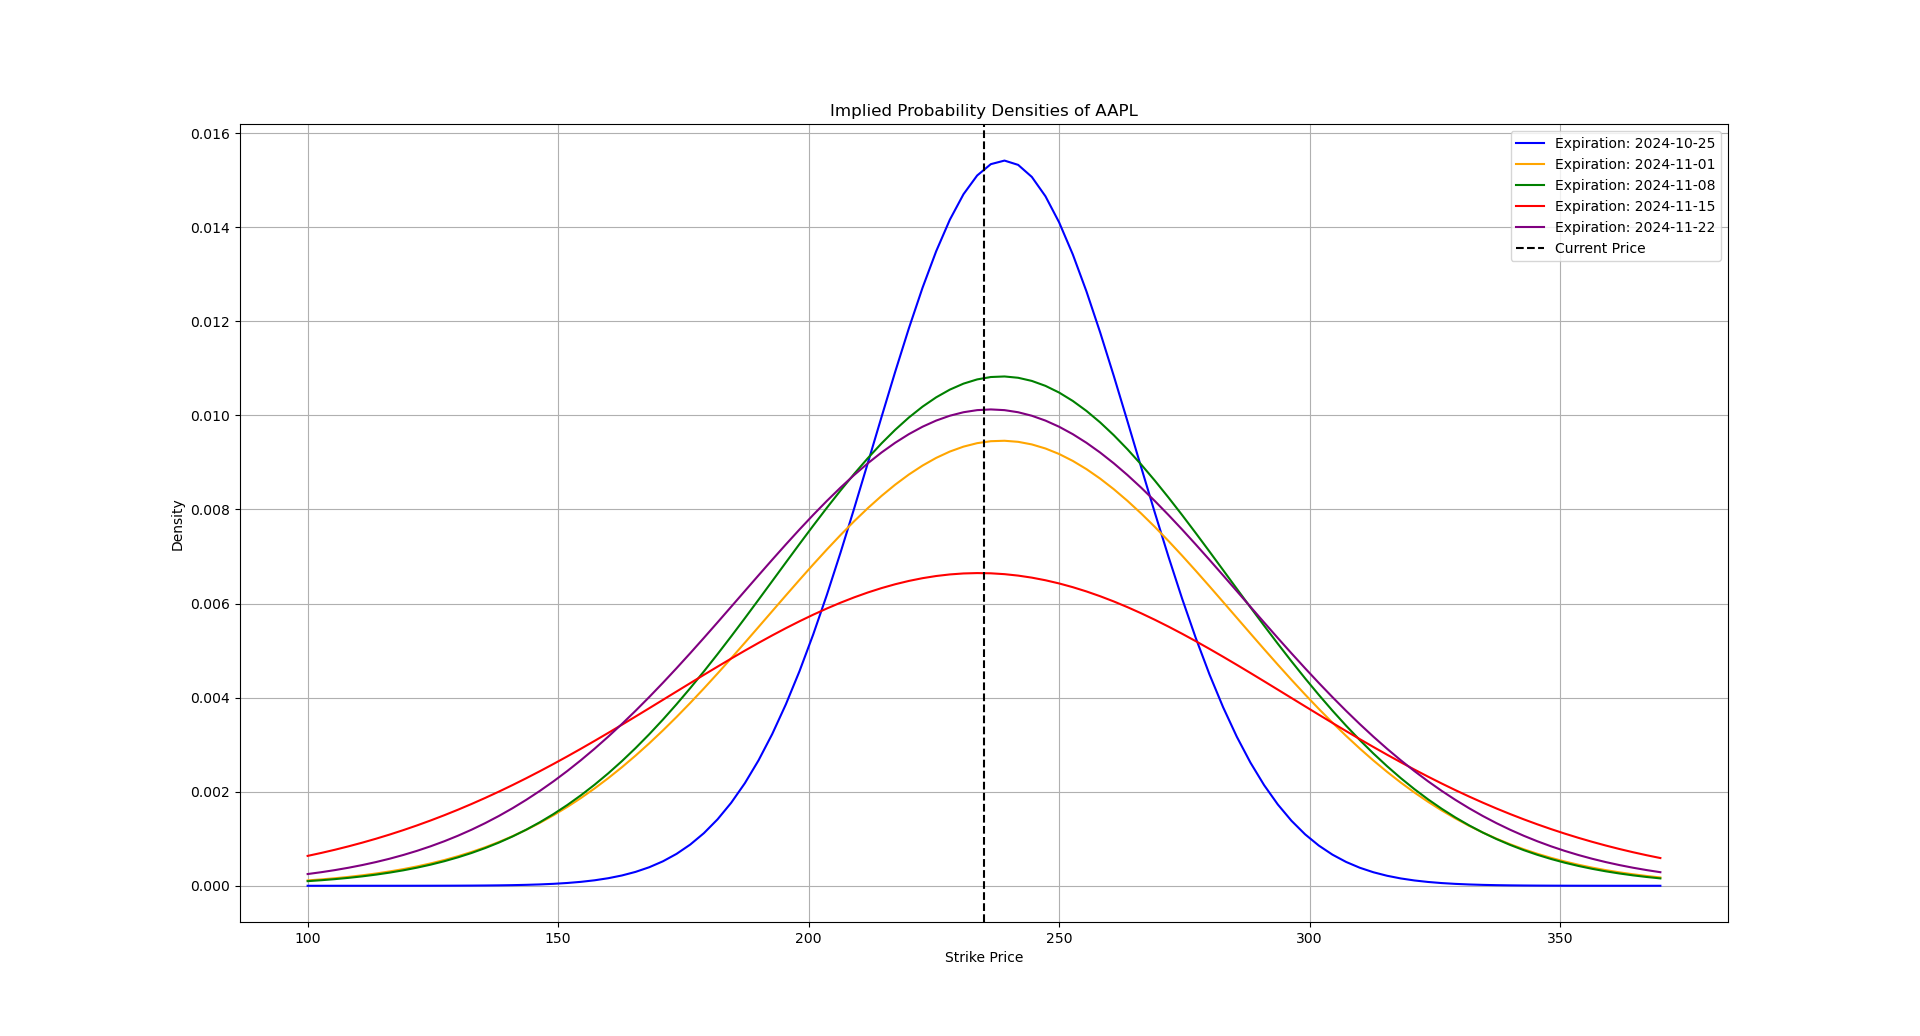 Implied Probability Densities of AAPL
Expiration: 2024-10-25
Expiration: 2024-11-01
Expiration: 2024-11-08
Expiration: 2024-11-15
Expiration: 2024-11-22
Current Price
0.016
0.014
0.012
0.010
0.008
0.006
0.004
0.002
0.000
Density
100 150 200 250 300 350
Strike Price